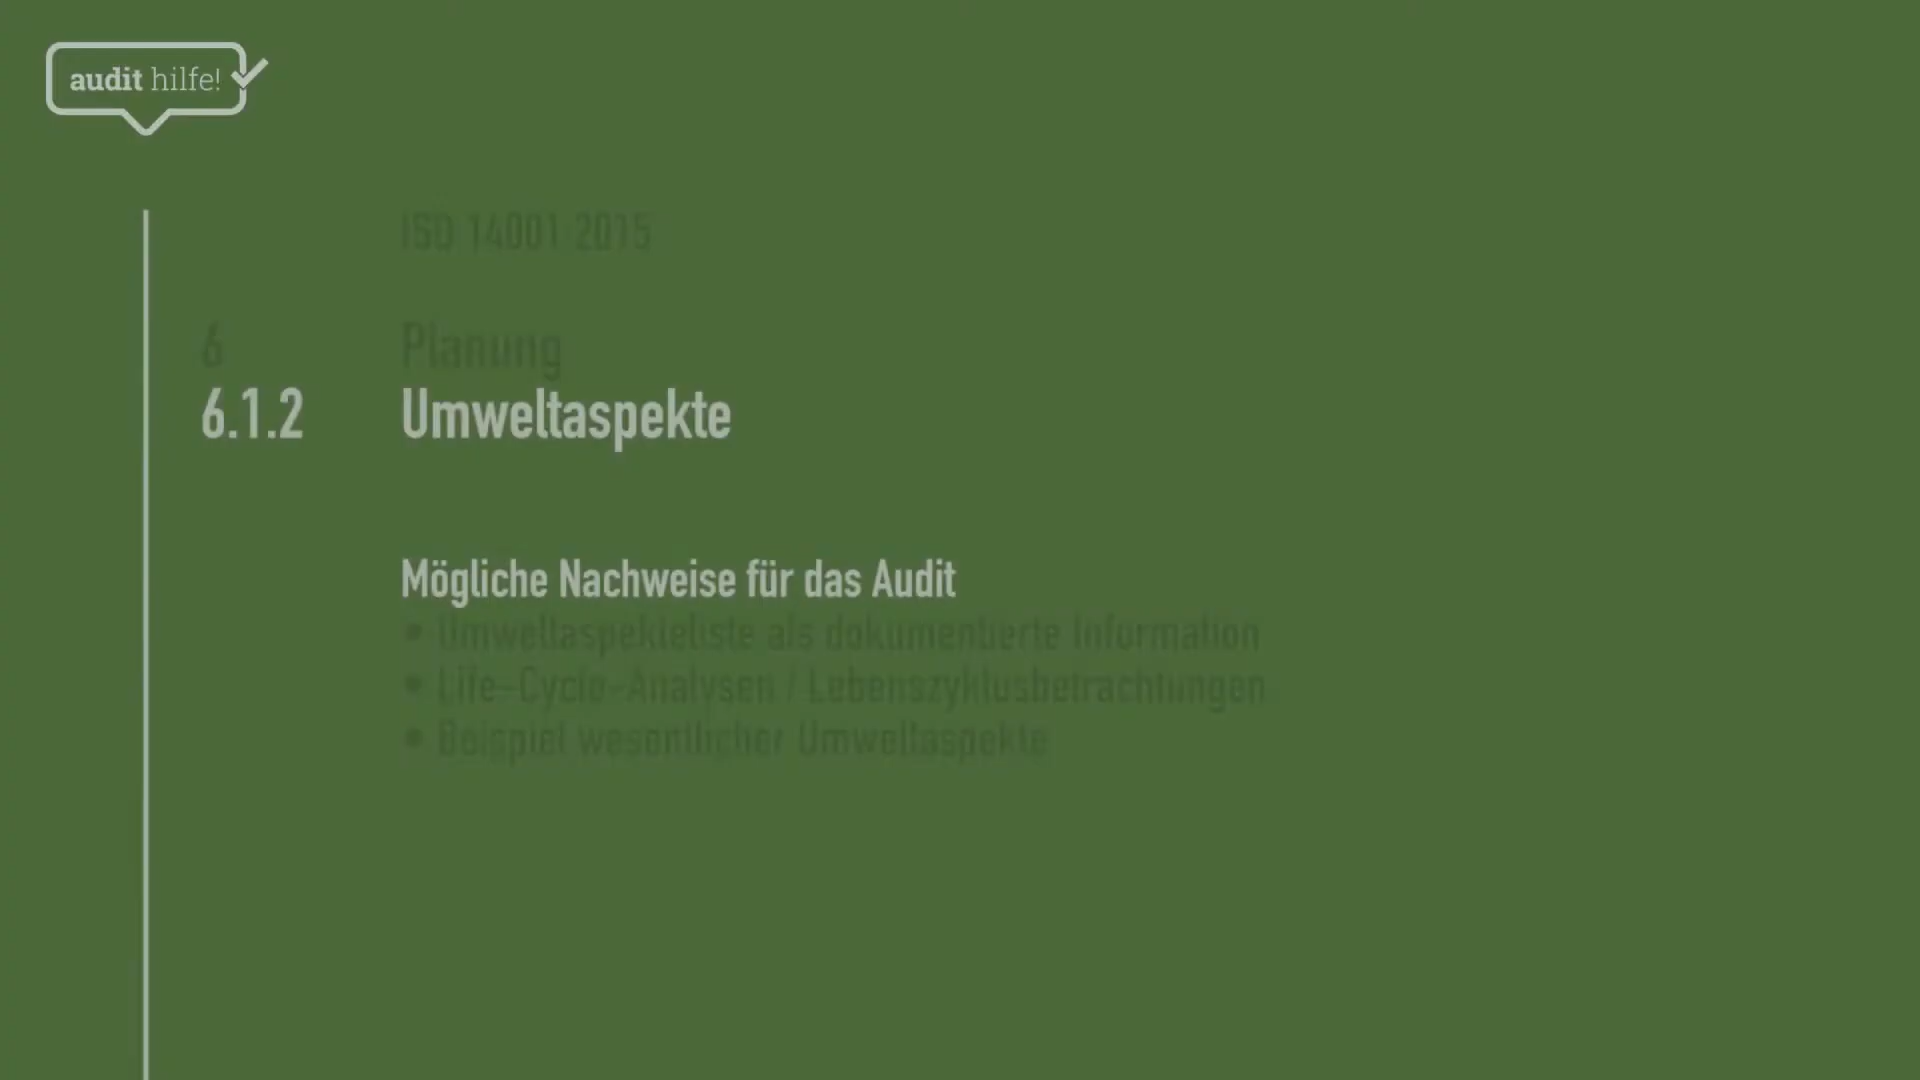 audit hilfe!
ISO 14001 2015
6 Planung
6.1.2 Umweltaspekte
Mögliche Nachweise für das Audit
• Umweltaspekteliste als dokumentierte Information
• Life-Cycle-Analysen / Lebenszyklusbetrachtungen
• Beispiel wesentlicher Umweltaspekte